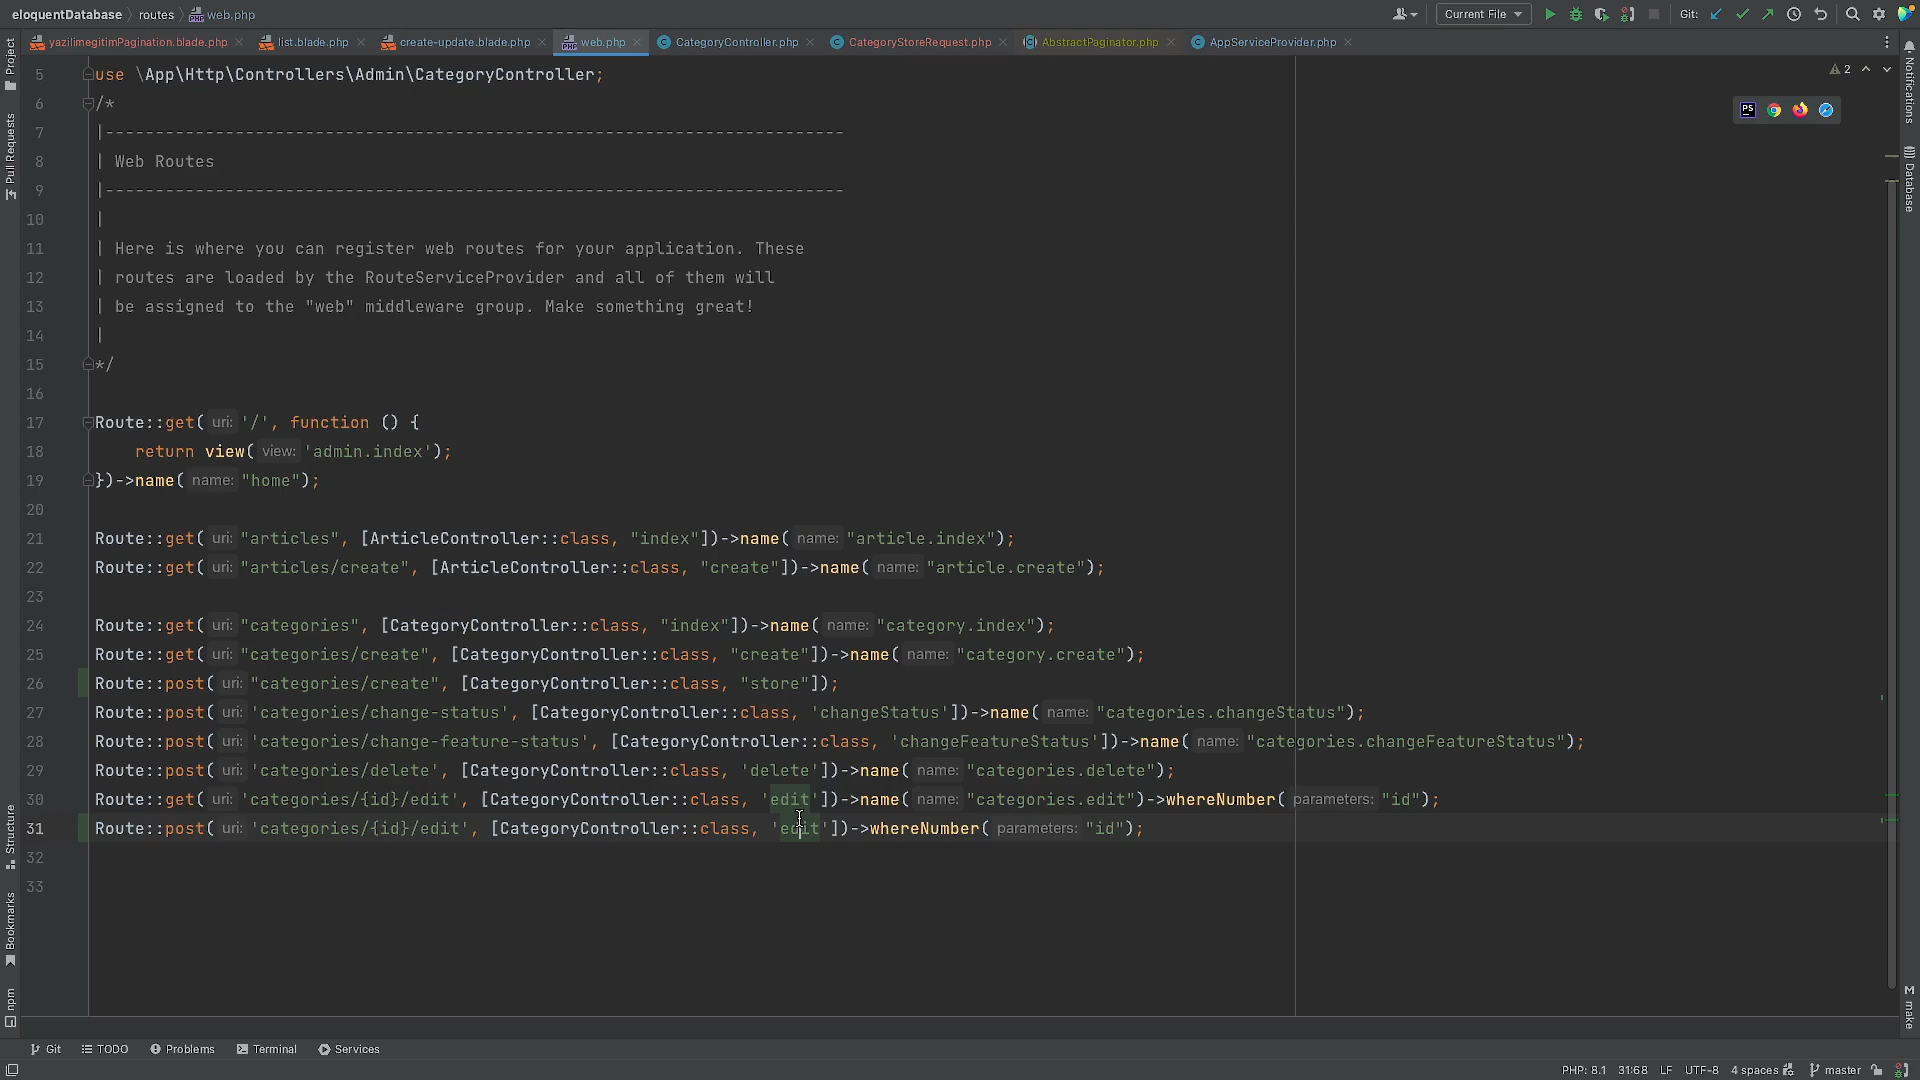 eloquentDatabase routes web.php
Current File Git:
yazilimegitimPagination.blade.php list.blade.php create-update.blade.php web.php CategoryController.php CategoryStoreRequest.php AbstractPaginator.php AppServiceProvider.php
Project
Pull Requests
Structure
Bookmarks
npm
Notifications
Database
make
2
5 use \App\Http\Controllers\Admin\CategoryController;
6 /*
7 |--------------------------------------------------------------------------
8 | Web Routes
9 |--------------------------------------------------------------------------
10 |
11 | Here is where you can register web routes for your application. These
12 | routes are loaded by the RouteServiceProvider and all of them will
13 | be assigned to the "web" middleware group. Make something great!
14 |
15 */
16
17 Route::get( uri: '/', function () {
18 return view( view: 'admin.index');
19 })->name( name: "home");
20
21 Route::get( uri: "articles", [ArticleController::class, "index"])->name( name: "article.index");
22 Route::get( uri: "articles/create", [ArticleController::class, "create"])->name( name: "article.create");
23
24 Route::get( uri: "categories", [CategoryController::class, "index"])->name( name: "category.index");
25 Route::get( uri: "categories/create", [CategoryController::class, "create"])->name( name: "category.create");
26 Route::post( uri: "categories/create", [CategoryController::class, "store"]);
27 Route::post( uri: 'categories/change-status', [CategoryController::class, 'changeStatus'])->name( name: "categories.changeStatus");
28 Route::post( uri: 'categories/change-feature-status', [CategoryController::class, 'changeFeatureStatus'])->name( name: "categories.changeFeatureStatus");
29 Route::post( uri: 'categories/delete', [CategoryController::class, 'delete'])->name( name: "categories.delete");
30 Route::get( uri: 'categories/{id}/edit', [CategoryController::class, 'edit'])->name( name: "categories.edit")->whereNumber( parameters: "id");
31 Route::post( uri: 'categories/{id}/edit', [CategoryController::class, 'edit'])->whereNumber( parameters: "id");
32
33
Git TODO Problems Terminal Services
PHP: 8.1 31:68 LF UTF-8 4 spaces master